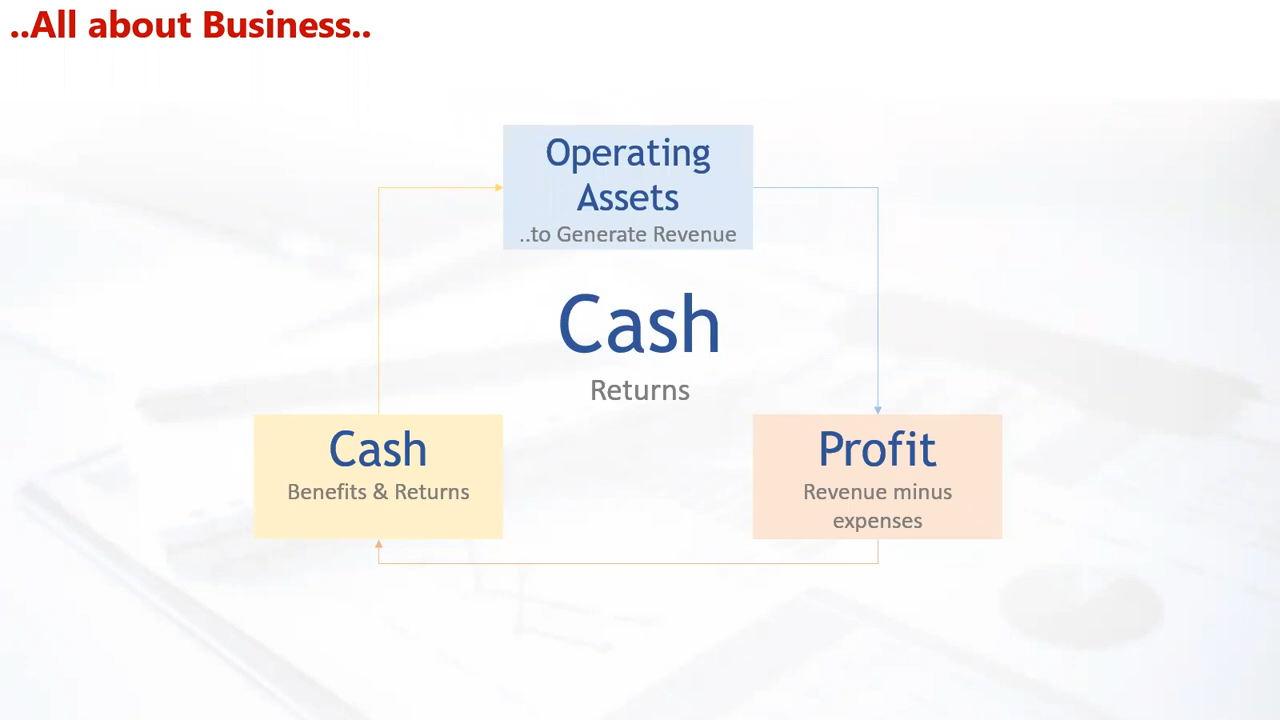 ..All about Business..
Operating
Assets
..to Generate Revenue
Cash
Returns
Cash
Benefits & Returns
Profit
Revenue minus
expenses